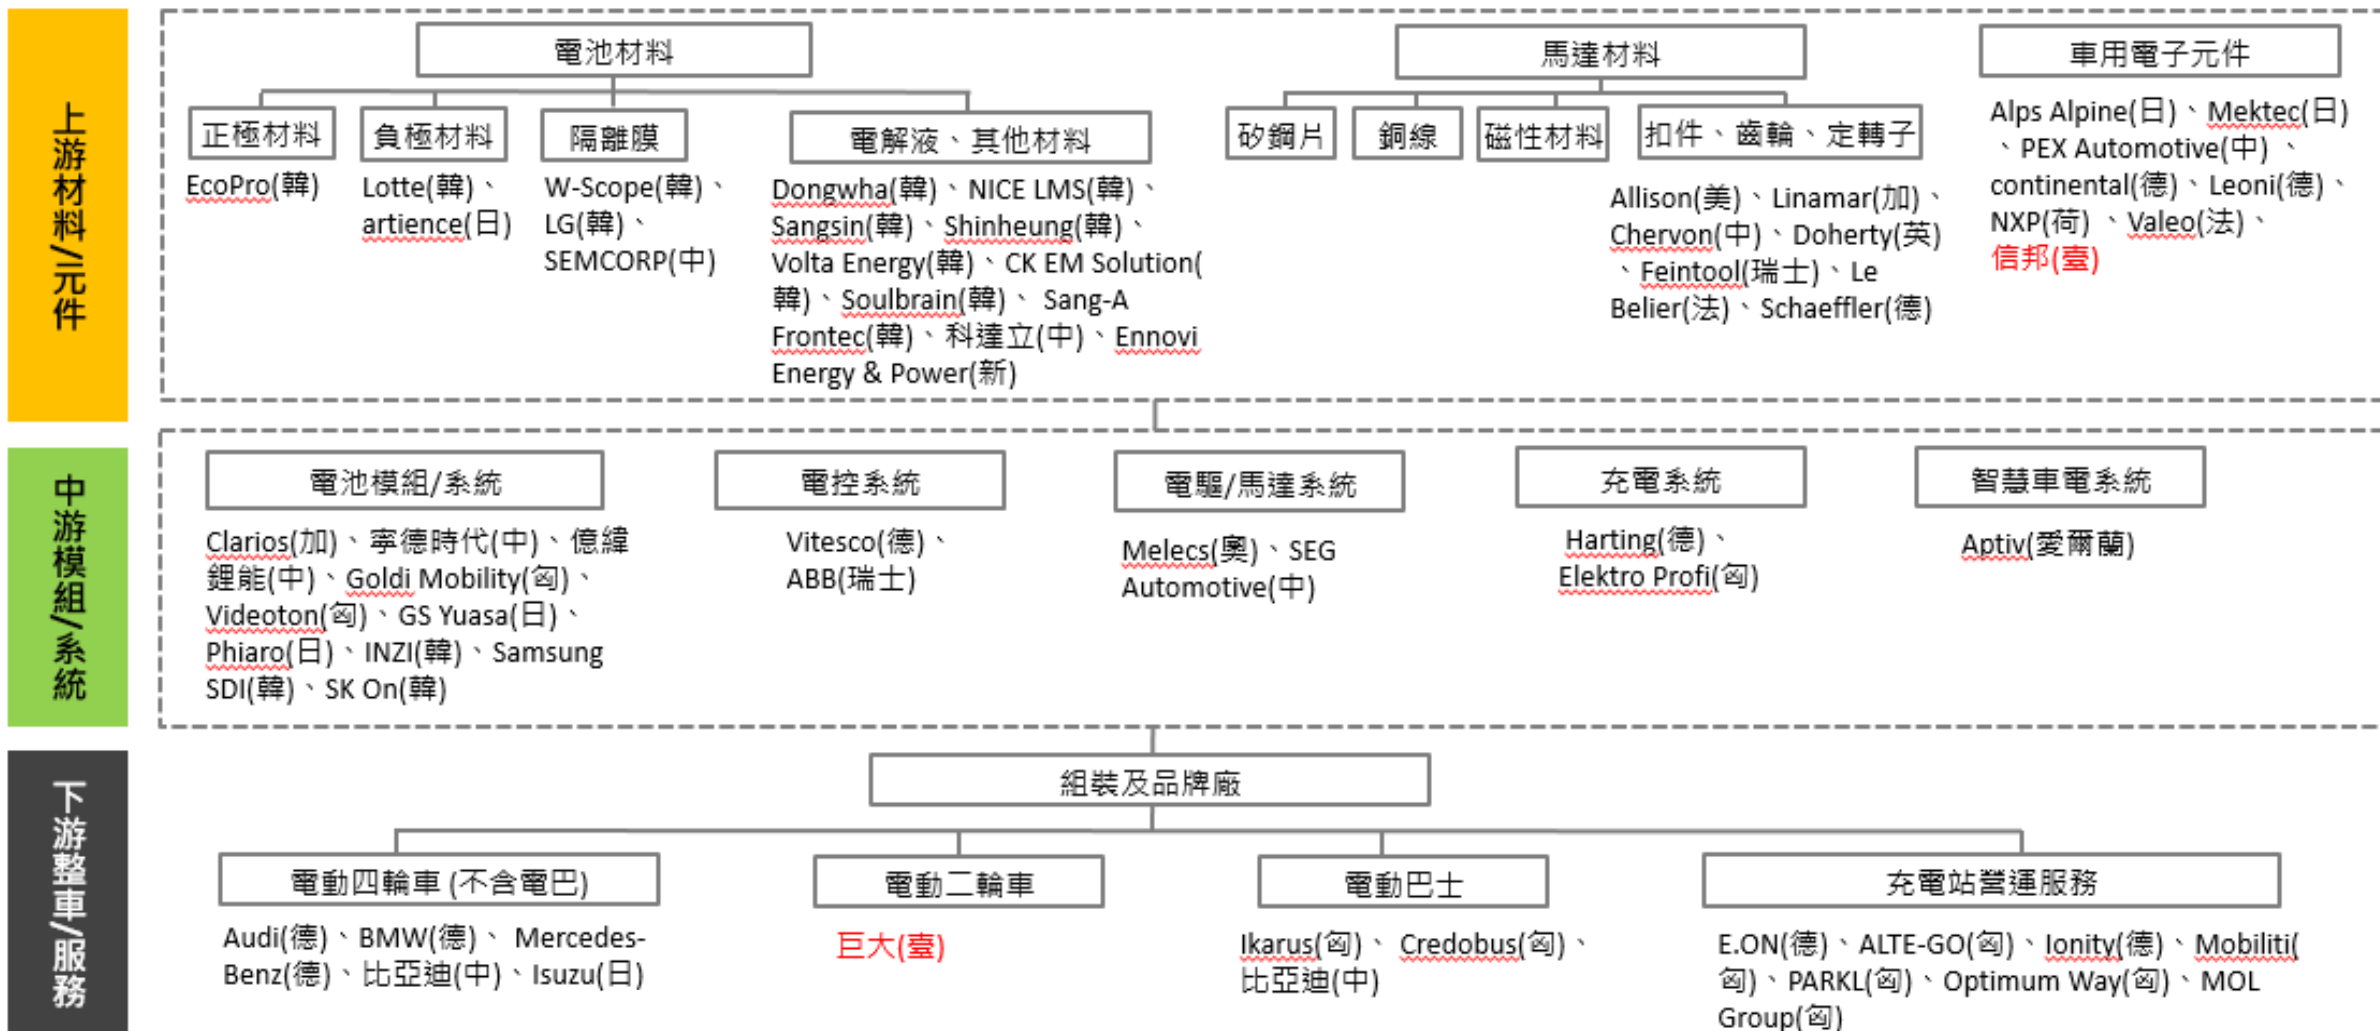 上游材料/元件
電池材料
正極材料
EcoPro(韓)
負極材料
Lotte(韓)、
artience(日)
隔離膜
W-Scope(韓)、
LG(韓)、
SEMCORP(中)
電解液、其他材料
Dongwha(韓)、NICE LMS(韓)、
Sangsin(韓)、Shinheung(韓)、
Volta Energy(韓)、CK EM Solution(
韓)、Soulbrain(韓)、 Sang-A
Frontec(韓)、科達立(中)、Ennovi
Energy & Power(新)
馬達材料
矽鋼片
銅線
磁性材料
扣件、齒輪、定轉子
Allison(美)、Linamar(加)、
Chervon(中)、Doherty(英)
、Feintool(瑞士)、Le
Belier(法)、Schaeffler(德)
車用電子元件
Alps Alpine(日)、Mektec(日)
、PEX Automotive(中)、
continental(德)、Leoni(德)、
NXP(荷) 、Valeo(法)、
信邦(臺)
中游模組/系統
電池模組/系統
Clarios(加)、寧德時代(中)、億緯
鋰能(中)、Goldi Mobility(匈)、
Videoton(匈)、GS Yuasa(日)、
Phiaro(日)、INZI(韓)、Samsung
SDI(韓)、SK On(韓)
電控系統
Vitesco(德)、
ABB(瑞士)
電驅/馬達系統
Melecs(奧)、SEG
Automotive(中)
充電系統
Harting(德)、
Elektro Profi(匈)
智慧車電系統
Aptiv(愛爾蘭)
下游整車/服務
組裝及品牌廠
電動四輪車 (不含電巴)
Audi(德)、BMW(德)、 Mercedes-
Benz(德)、比亞迪(中)、Isuzu(日)
電動二輪車
巨大(臺)
電動巴士
Ikarus(匈)、 Credobus(匈)、
比亞迪(中)
充電站營運服務
E.ON(德)、ALTE-GO(匈)、Ionity(德)、Mobiliti(
匈)、PARKL(匈)、Optimum Way(匈)、MOL
Group(匈)